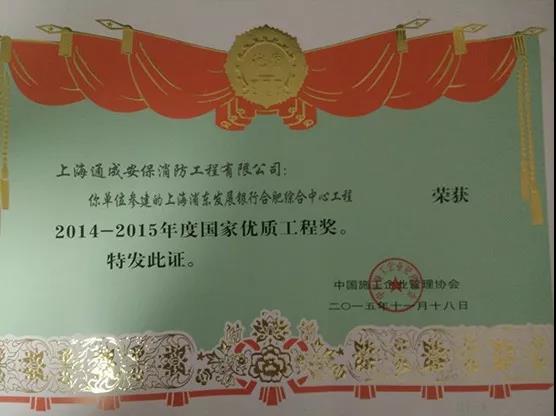 上海通成安保消防工程有限公司：
你单位参建的上海浦东发展银行合肥综合中心工程 荣获
2014-2015年度国家优质工程奖。
特发此证。
中国施工企业管理协会
二〇一五年十一月十八日